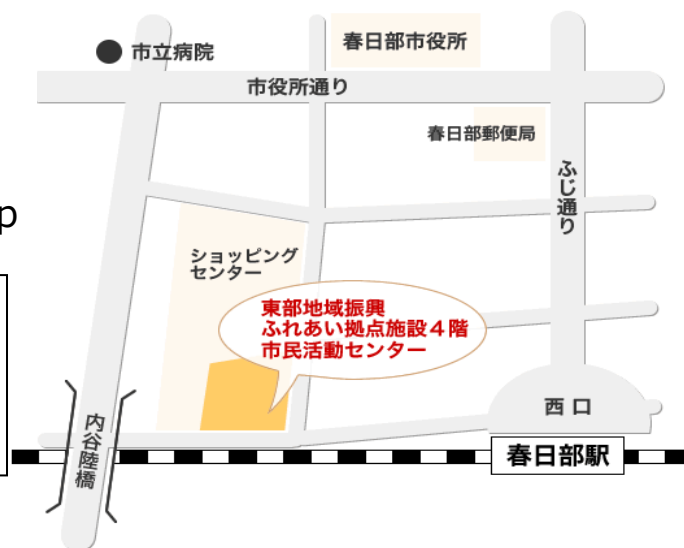 市立病院
春日部市役所
市役所通り
春日部郵便局
ふじ通り
p
ショッピング
センター
東部地域振興
ふれあい拠点施設4階
市民活動センター
西口
内谷陸橋
春日部駅